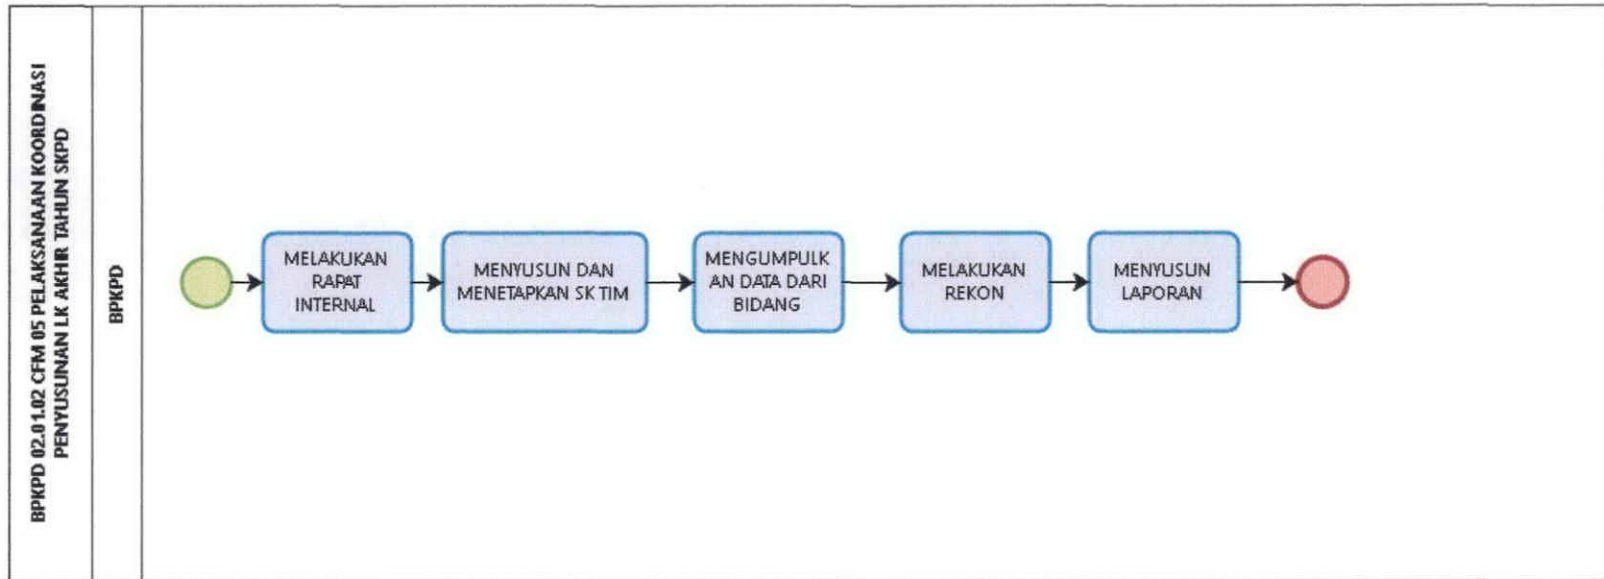 BPKPD 02.01.02 CFM 05 PELAKSANAAN KOORDINASI
PENYUSUNAN LK AKHIR TAHUN SKPD
BPKPD
MELAKUKAN
RAPAT
INTERNAL
MENYUSUN DAN
MENETAPKAN SK TIM
MENGUMPULK
AN DATA DARI
BIDANG
MELAKUKAN
REKON
MENYUSUN
LAPORAN